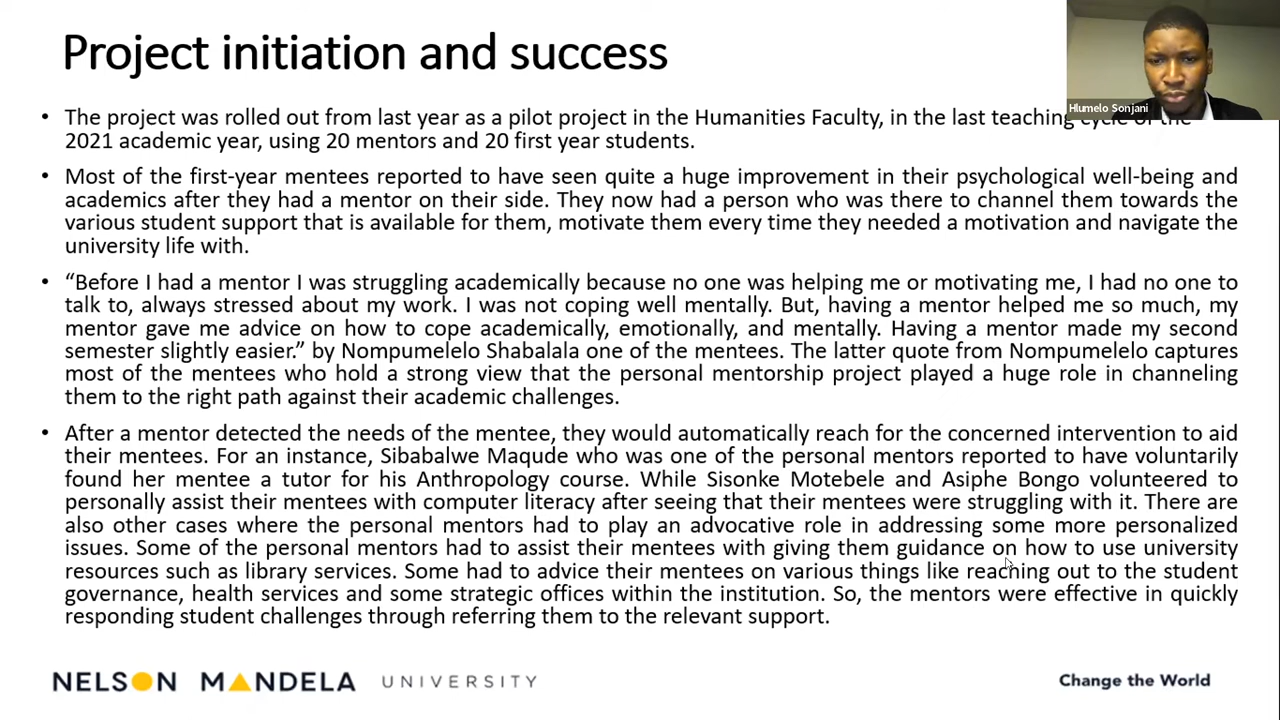 Project initiation and success
Hlumelo Sonjani
• The project was rolled out from last year as a pilot project in the Humanities Faculty, in the last teaching cycle of the
2021 academic year, using 20 mentors and 20 first year students.
• Most of the first-year mentees reported to have seen quite a huge improvement in their psychological well-being and
academics after they had a mentor on their side. They now had a person who was there to channel them towards the
various student support that is available for them, motivate them every time they needed a motivation and navigate the
university life with.
• “Before I had a mentor I was struggling academically because no one was helping me or motivating me, I had no one to
talk to, always stressed about my work. I was not coping well mentally. But, having a mentor helped me so much, my
mentor gave me advice on how to cope academically, emotionally, and mentally. Having a mentor made my second
semester slightly easier.” by Nompumelelo Shabalala one of the mentees. The latter quote from Nompumelelo captures
most of the mentees who hold a strong view that the personal mentorship project played a huge role in channeling
them to the right path against their academic challenges.
• After a mentor detected the needs of the mentee, they would automatically reach for the concerned intervention to aid
their mentees. For an instance, Sibabalwe Maqude who was one of the personal mentors reported to have voluntarily
found her mentee a tutor for his Anthropology course. While Sisonke Motebele and Asiphe Bongo volunteered to
personally assist their mentees with computer literacy after seeing that their mentees were struggling with it. There are
also other cases where the personal mentors had to play an advocative role in addressing some more personalized
issues. Some of the personal mentors had to assist their mentees with giving them guidance on how to use university
resources such as library services. Some had to advice their mentees on various things like reaching out to the student
governance, health services and some strategic offices within the institution. So, the mentors were effective in quickly
responding student challenges through referring them to the relevant support.
NELSON MANDELA UNIVERSITY
Change the World